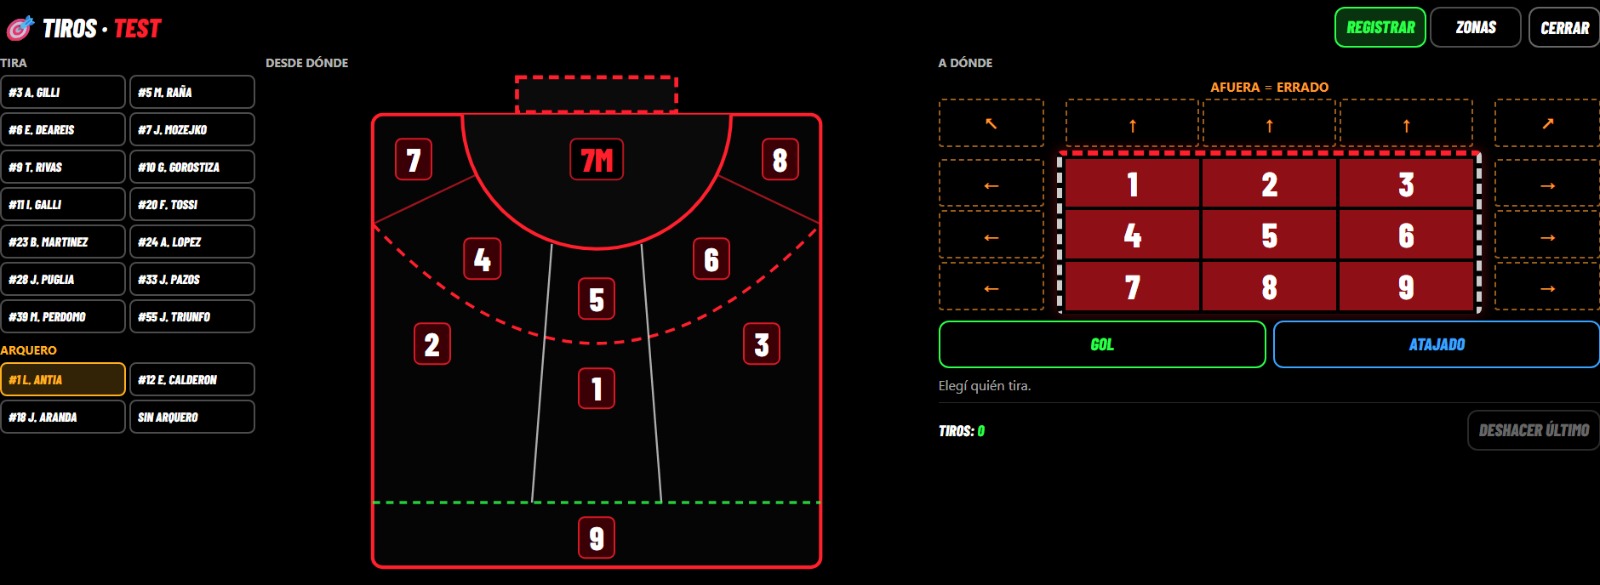 TIROS · TEST
REGISTRAR
ZONAS
CERRAR
TIRA
#3 A. GILLI
#5 M. RAÑA
#6 E. DEAREIS
#7 J. MOZEJKO
#9 T. RIVAS
#10 G. GOROSTIZA
#11 I. GALLI
#20 F. TOSSI
#23 B. MARTINEZ
#24 A. LOPEZ
#28 J. PUGLIA
#33 J. PAZOS
#39 M. PERDOMO
#55 J. TRIUNFO
ARQUERO
#1 L. ANTIA
#12 E. CALDERON
#18 J. ARANDA
SIN ARQUERO
DESDE DÓNDE
7
7M
8
4
6
5
2
3
1
9
A DÓNDE
AFUERA = ERRADO
↖ ↑ ↑ ↑ ↗
← 1 2 3 →
← 4 5 6 →
← 7 8 9 →
GOL
ATAJADO
Elegí quién tira.
TIROS: 0
DESHACER ÚLTIMO